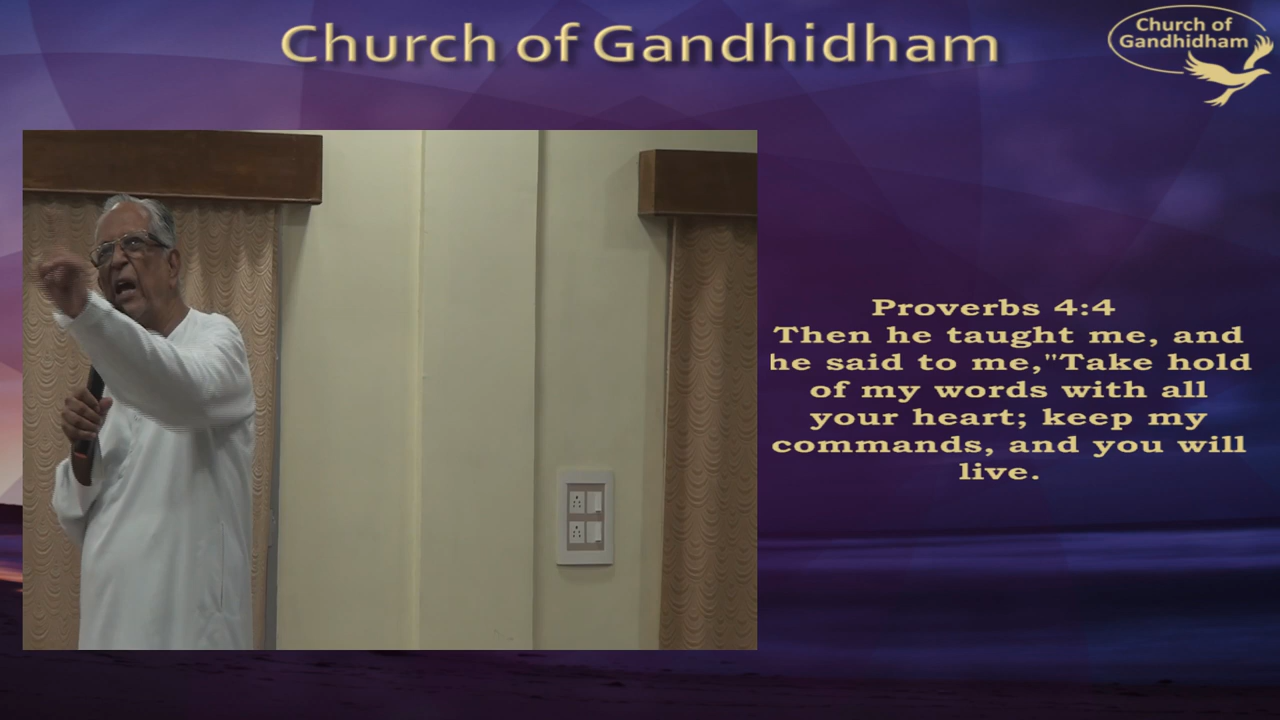 Church of Gandhidham
Church of
Gandhidham
Proverbs 4:4
Then he taught me, and
he said to me,"Take hold
of my words with all
your heart; keep my
commands, and you will
live.